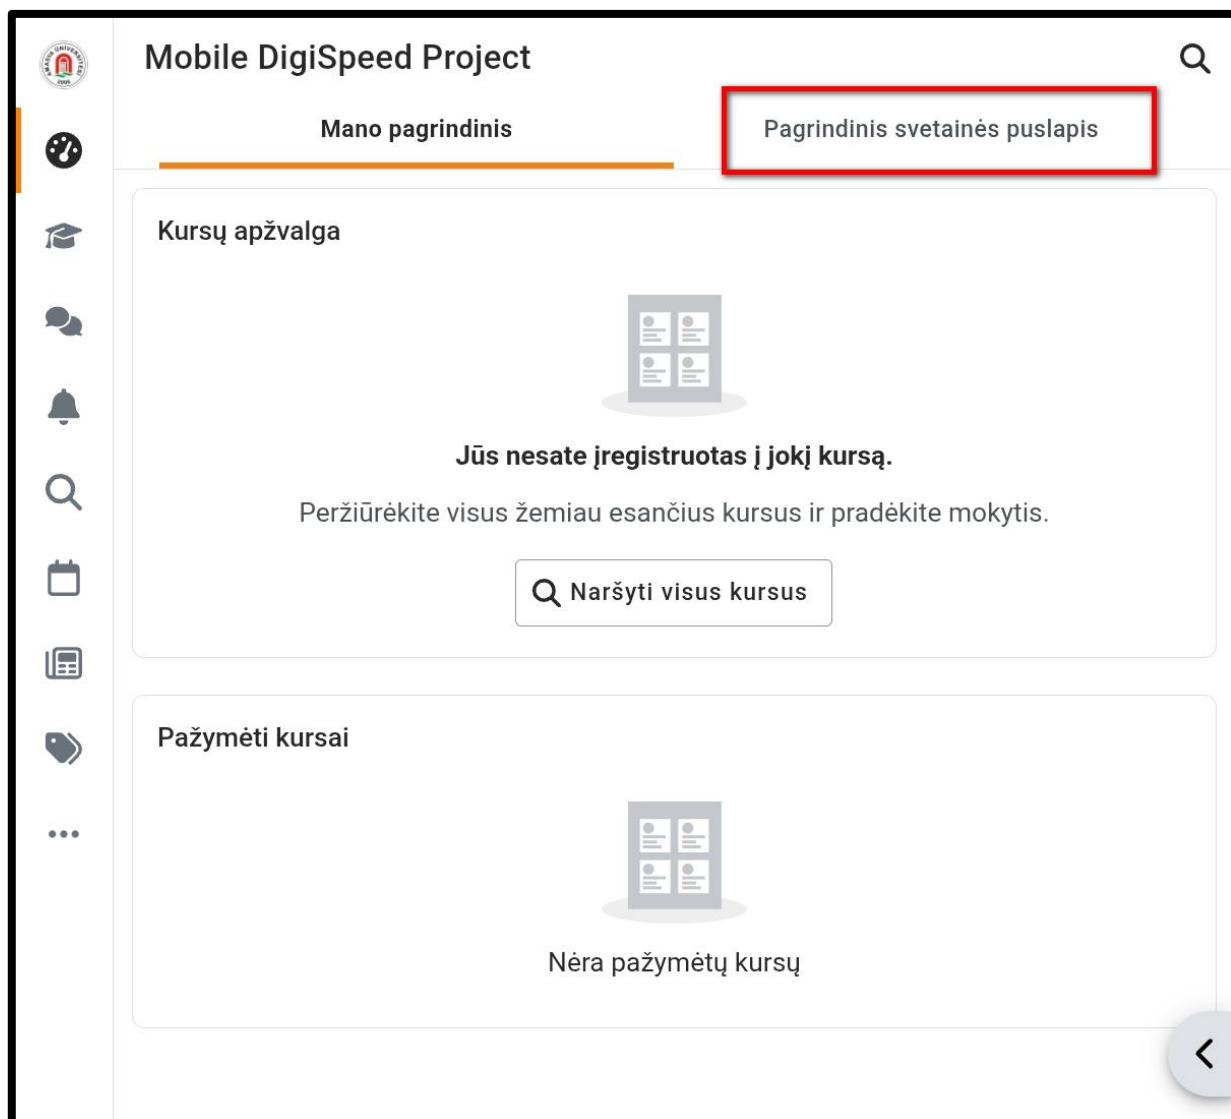 Mobile DigiSpeed Project
Mano pagrindinis
Pagrindinis svetainės puslapis
Kursų apžvalga
Jūs nesate įregistruotas į jokį kursą.
Peržiūrėkite visus žemiau esančius kursus ir pradėkite mokytis.
Naršyti visus kursus
Pažymėti kursai
Nėra pažymėtų kursų